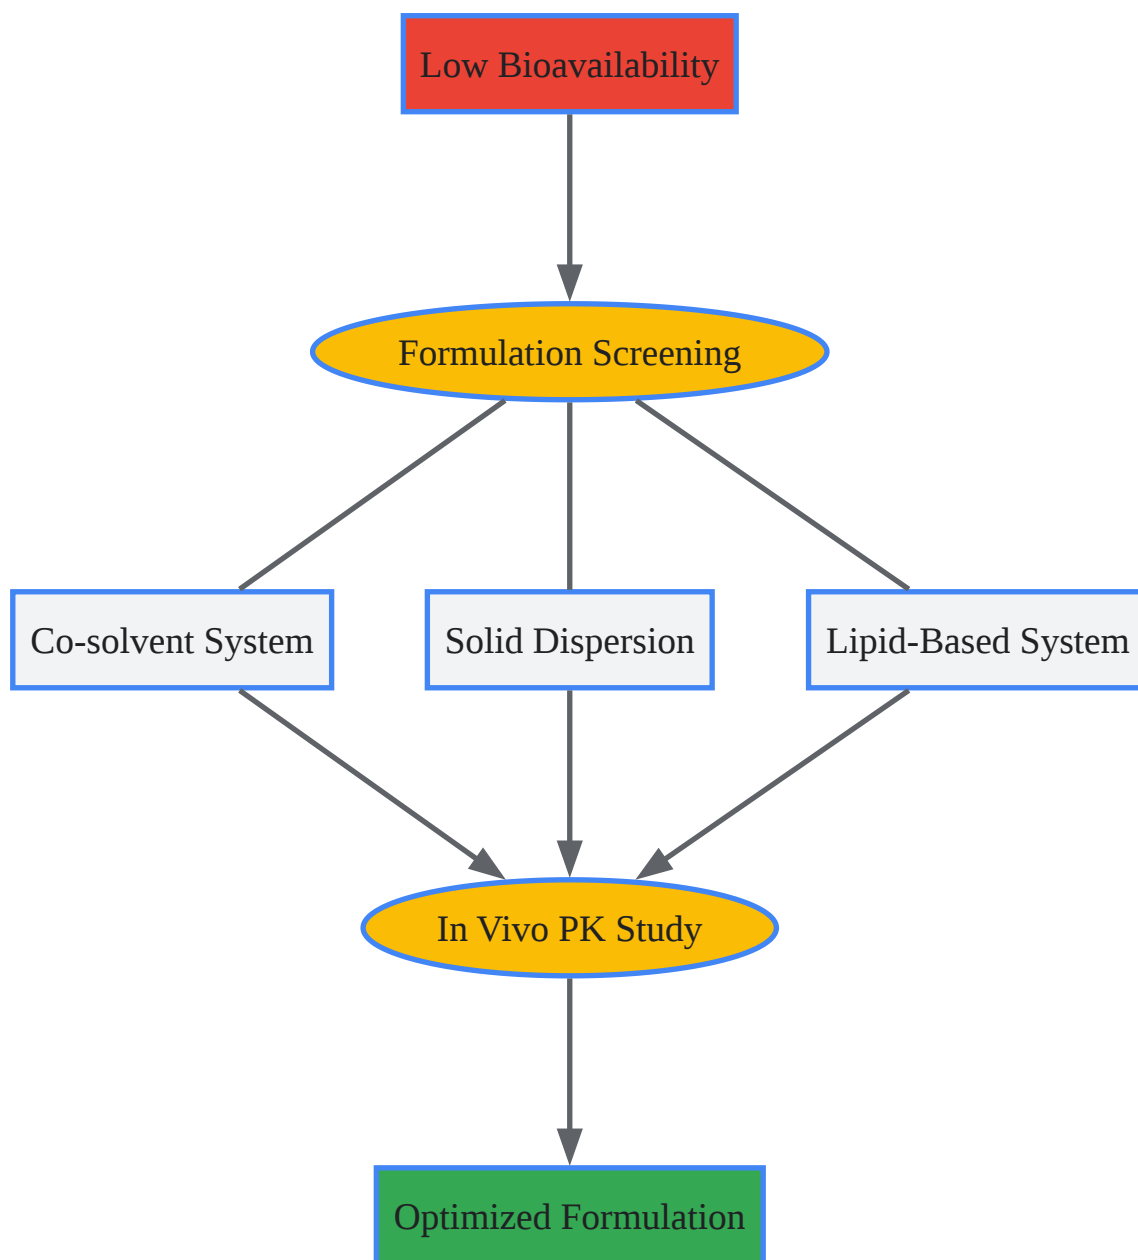 Low Bioavailability
Formulation Screening
Co-solvent System
Solid Dispersion
Lipid-Based System
In Vivo PK Study
Optimized Formulation